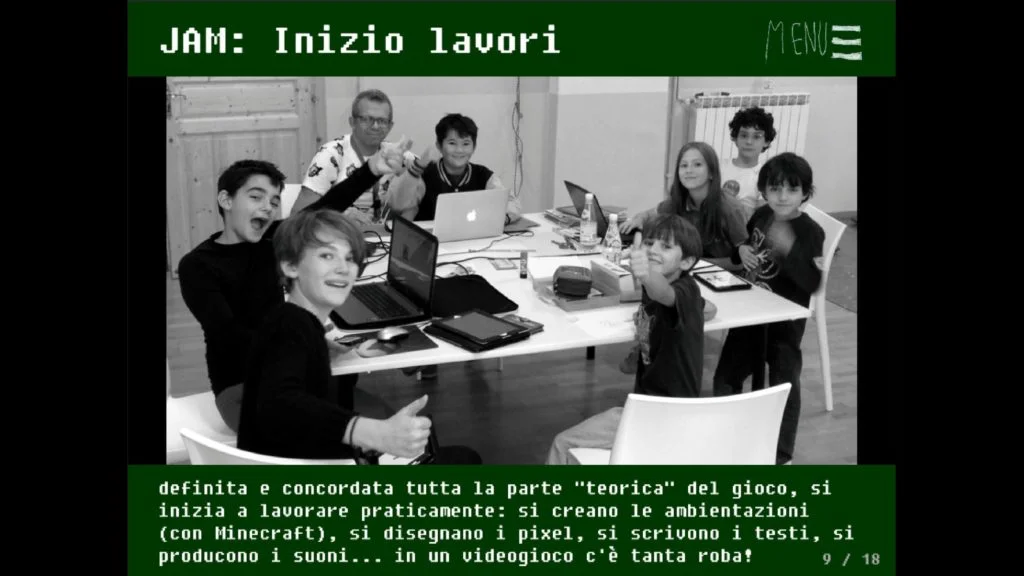 JAM: Inizio lavori
MENU
definita e concordata tutta la parte "teorica" del gioco, si
inizia a lavorare praticamente: si creano le ambientazioni
(con Minecraft), si disegnano i pixel, si scrivono i testi, si
producono i suoni... in un videogioco c'è tanta roba!
9 / 18